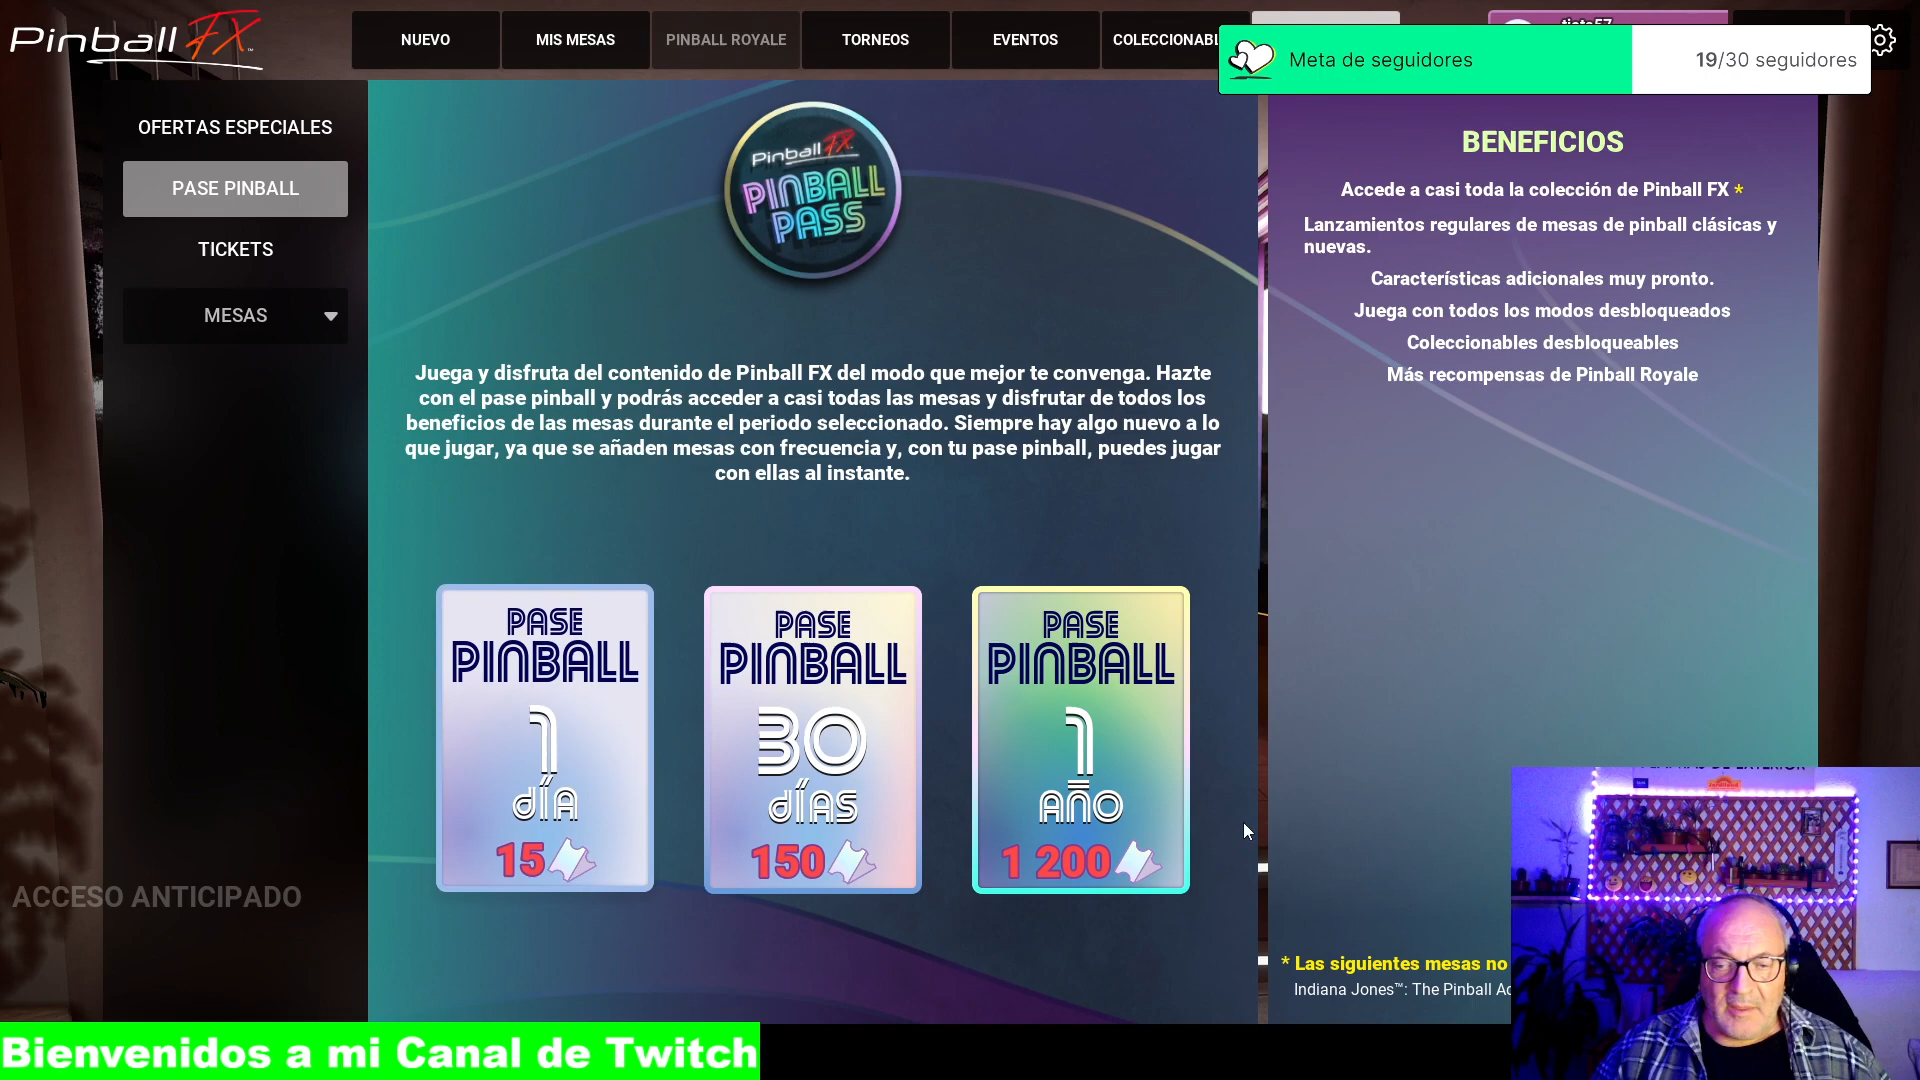 Pinball FX
NUEVO
MIS MESAS
PINBALL ROYALE
TORNEOS
EVENTOS
Meta de seguidores
19/30 seguidores
OFERTAS ESPECIALES
PASE PINBALL
TICKETS
MESAS
ACCESO ANTICIPADO
Pinball FX
PINBALL
PASS
Juega y disfruta del contenido de Pinball FX del modo que mejor te convenga. Hazte
con el pase pinball y podrás acceder a casi todas las mesas y disfrutar de todos los
beneficios de las mesas durante el periodo seleccionado. Siempre hay algo nuevo a lo
que jugar, ya que se añaden mesas con frecuencia y, con tu pase pinball, puedes jugar
con ellas al instante.
PASE
PINBALL
1
DÍA
15
PASE
PINBALL
30
DÍAS
150
PASE
PINBALL
1
AÑO
1 200
BENEFICIOS
Accede a casi toda la colección de Pinball FX *
Lanzamientos regulares de mesas de pinball clásicas y
nuevas.
Características adicionales muy pronto.
Juega con todos los modos desbloqueados
Coleccionables desbloqueables
Más recompensas de Pinball Royale
* Las siguientes mesas no
Indiana Jones™: The Pinball
Bienvenidos a mi Canal de Twitch